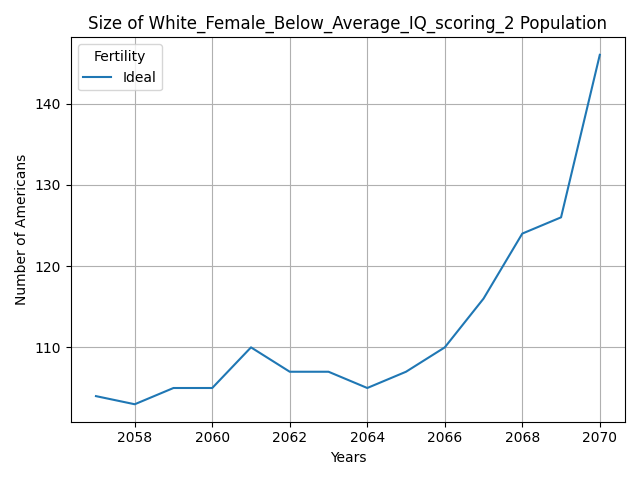 Size of White_Female_Below_Average_IQ_scoring_2 Population
Fertility
Ideal
Number of Americans
140
130
120
110
2058 2060 2062 2064 2066 2068 2070
Years